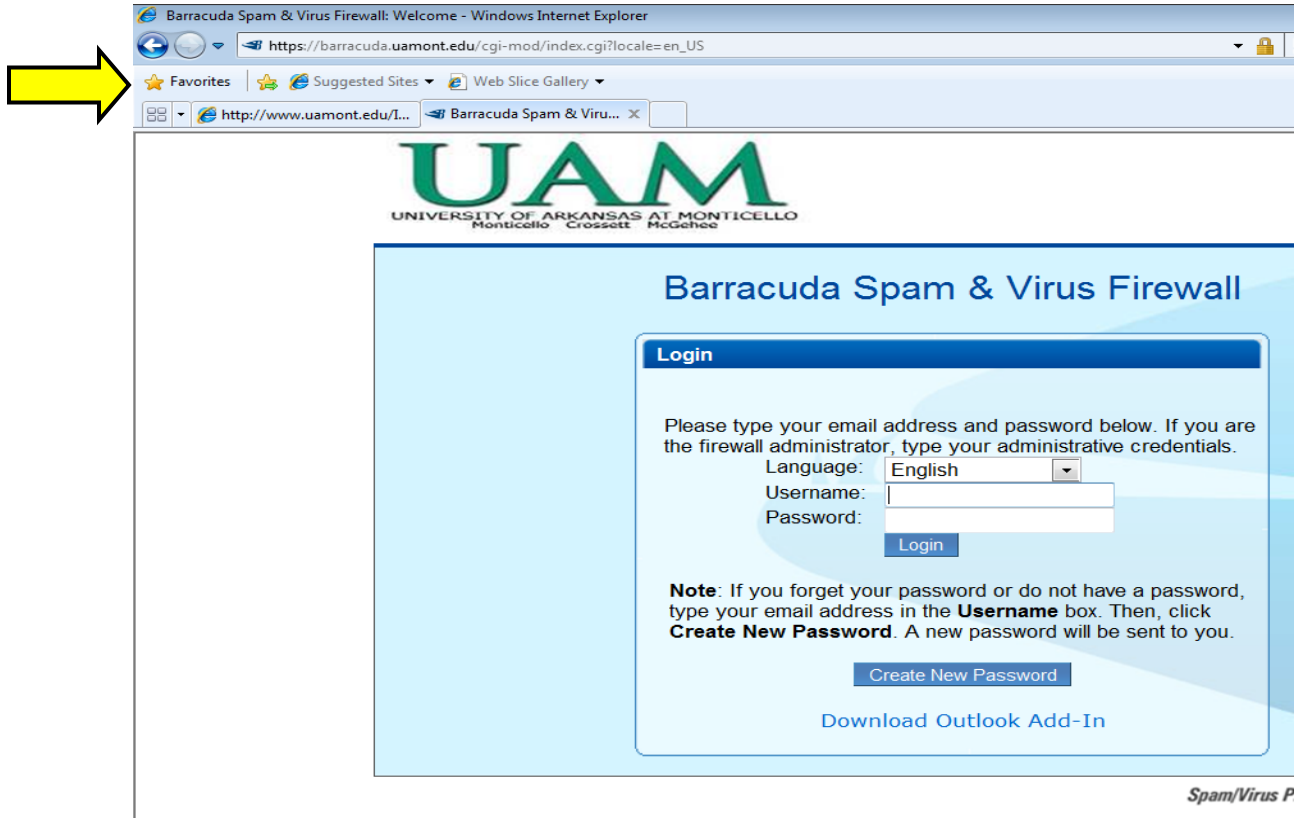 Barracuda Spam & Virus Firewall: Welcome - Windows Internet Explorer
https://barracuda.uamont.edu/cgi-mod/index.cgi?locale=en_US
Favorites Suggested Sites Web Slice Gallery
http://www.uamont.edu/I... Barracuda Spam & Viru... X
UAM
UNIVERSITY OF ARKANSAS AT MONTICELLO
Monticello Crossett McGehee
Barracuda Spam & Virus Firewall
Login
Please type your email address and password below. If you are
the firewall administrator, type your administrative credentials.
Language: English
Username:
Password:
Login
Note: If you forget your password or do not have a password,
type your email address in the Username box. Then, click
Create New Password. A new password will be sent to you.
Create New Password
Download Outlook Add-In
Spam/Virus